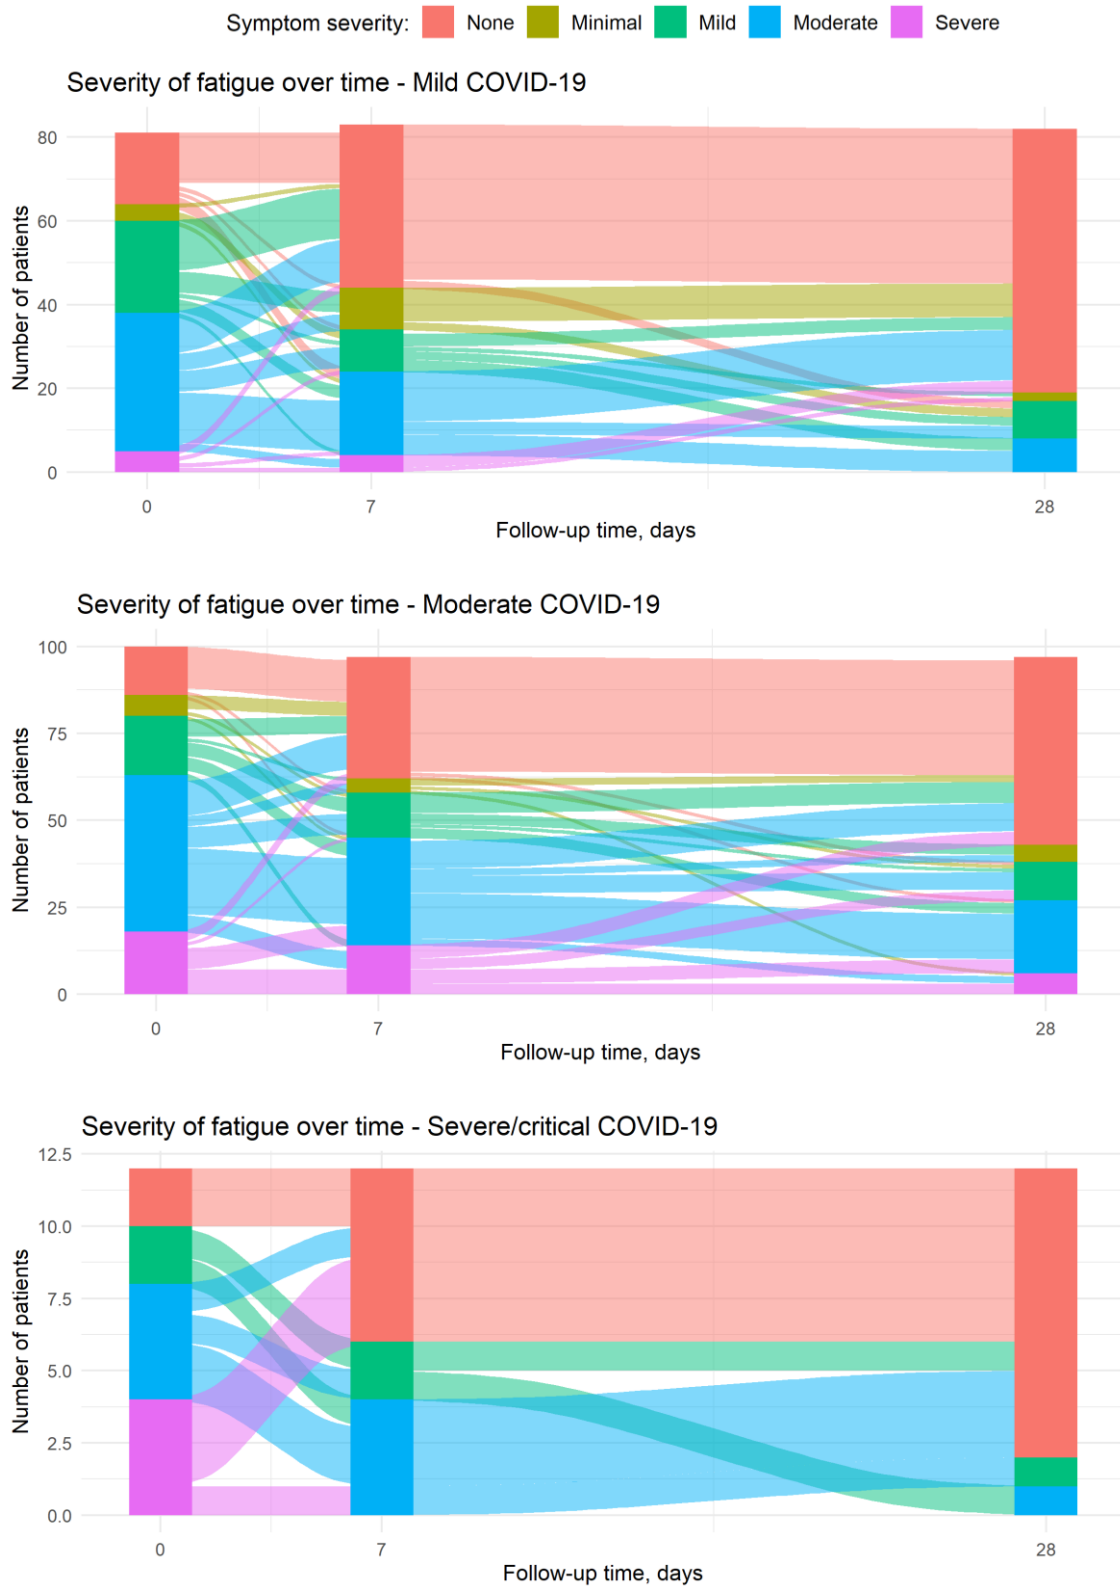 Symptom severity: None Minimal Mild Moderate Severe
Severity of fatigue over time - Mild COVID-19
Number of patients
80
60
40
20
0
0 7 28
Follow-up time, days
Severity of fatigue over time - Moderate COVID-19
Number of patients
100
75
50
25
0
0 7 28
Follow-up time, days
Severity of fatigue over time - Severe/critical COVID-19
Number of patients
12.5
10.0
7.5
5.0
2.5
0.0
0 7 28
Follow-up time, days